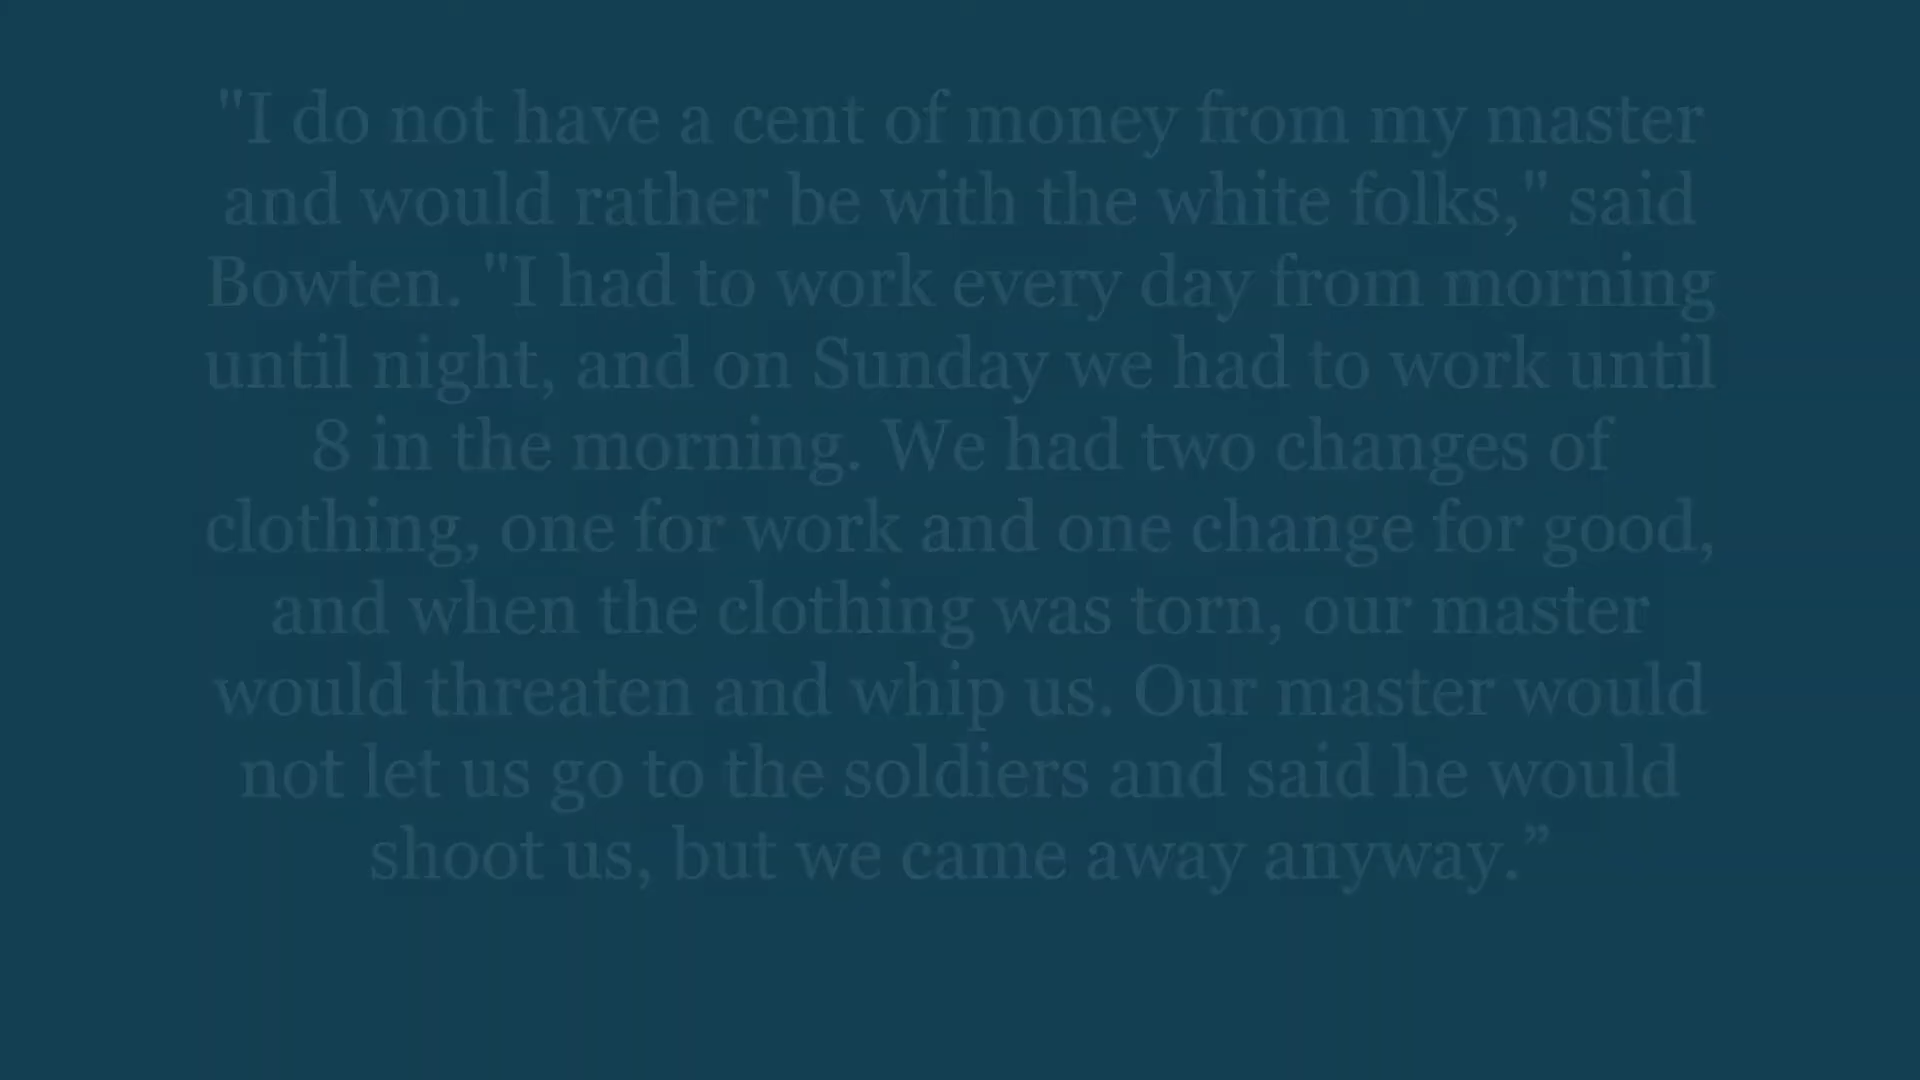 "I do not have a cent of money from my master
and would rather be with the white folks," said
Bowten. "I had to work every day from morning
until night, and on Sunday we had to work until
8 in the morning. We had two changes of
clothing, one for work and one change for good,
and when the clothing was torn, our master
would threaten and whip us. Our master would
not let us go to the soldiers and said he would
shoot us, but we came away anyway.”